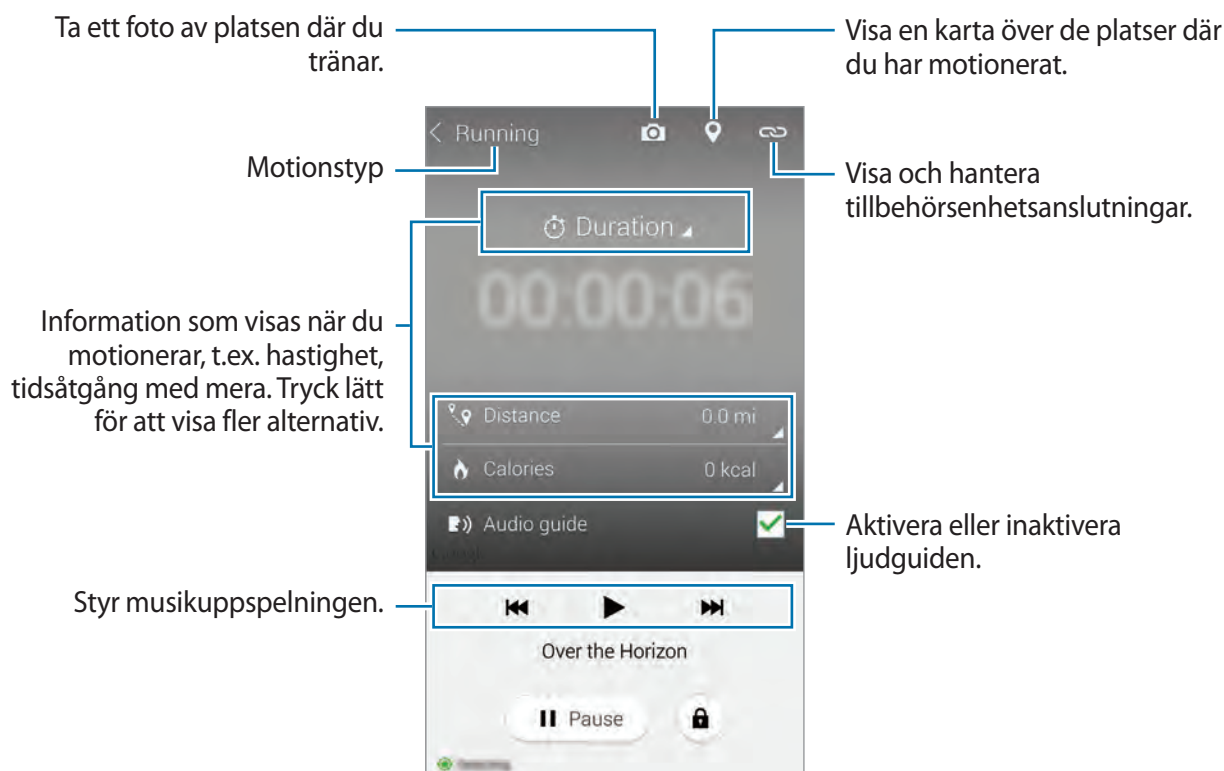 Ta ett foto av platsen där du
tränar.
Visa en karta över de platser där
du har motionerat.
Running
Motionstyp
Visa och hantera
tillbehörsenhetsanslutningar.
Duration
00:00:06
Information som visas när du
motionerar, t.ex. hastighet,
tidsåtgång med mera. Tryck lätt
för att visa fler alternativ.
Distance 0.0 mi
Calories 0 kcal
Audio guide
Aktivera eller inaktivera
ljudguiden.
Styr musikuppspelningen.
Over the Horizon
Pause